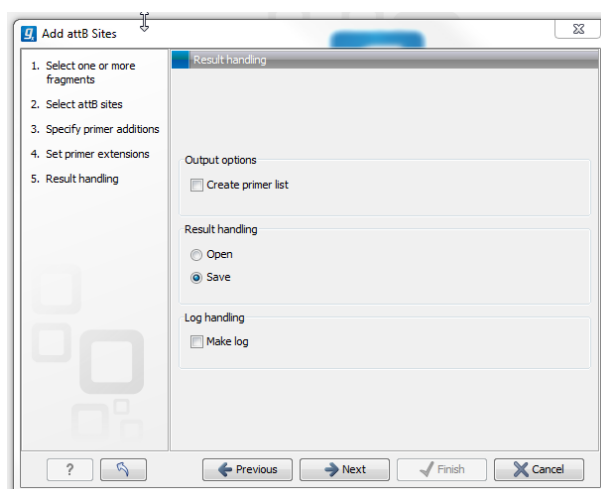 Add attB Sites
1. Select one or more
fragments
2. Select attB sites
3. Specify primer additions
4. Set primer extensions
5. Result handling
Result handling
Output options
Create primer list
Result handling
Open
Save
Log handling
Make log
?
Previous
Next
Finish
Cancel